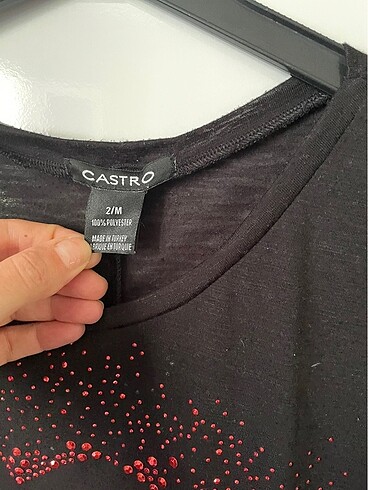 CASTRO
2/M
100% POLYESTER
MADE IN TURKEY